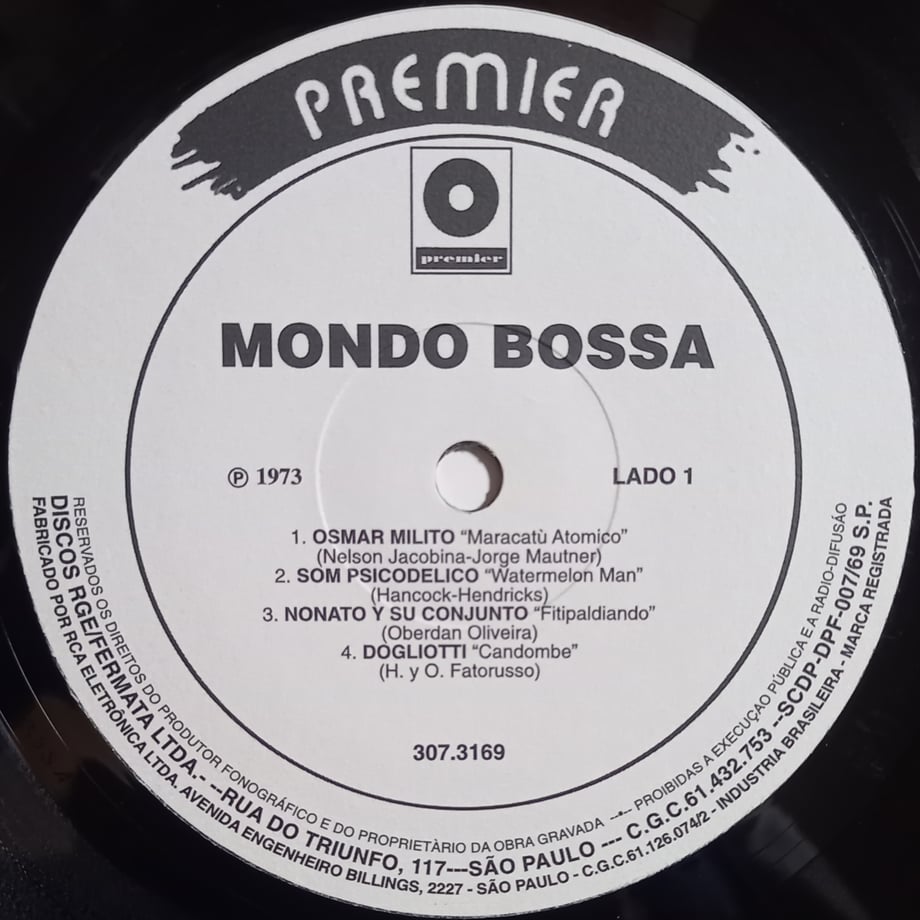 PREMIER
premier
MONDO BOSSA
℗ 1973
LADO 1
1. OSMAR MILITO “Maracatù Atomico”
(Nelson Jacobina-Jorge Mautner)
2. SOM PSICODELICO “Watermelon Man”
(Hancock-Hendricks)
3. NONATO Y SU CONJUNTO “Fitipaldiando”
(Oberdan Oliveira)
4. DOGLIOTTI “Candombe”
(H. y O. Fatorusso)
307.3169
RESERVADOS OS DIREITOS DO PRODUTOR FONOGRÁFICO E DO PROPRIETÀRIO DA OBRA GRAVADA --•-- PROIBIDAS A EXECUÇAO PÚBLICA E A RADIO-DIFUSÁO
DISCOS RGE/FERMATA LTDA.- --RUA DO TRIUNFO, 117---SÃO PAULO --- C.G.C.61.432.753 --SCDP-DPF-007/69 S.P.
FABRICADO POR RCA ELETRÔNICA LTDA. AVENIDA ENGENHEIRO BILLINGS, 2227 - SÃO PAULO - C.G.C.61.126.074/2 - INDUSTRIA BRASILEIRA - MARCA REGISTRADA